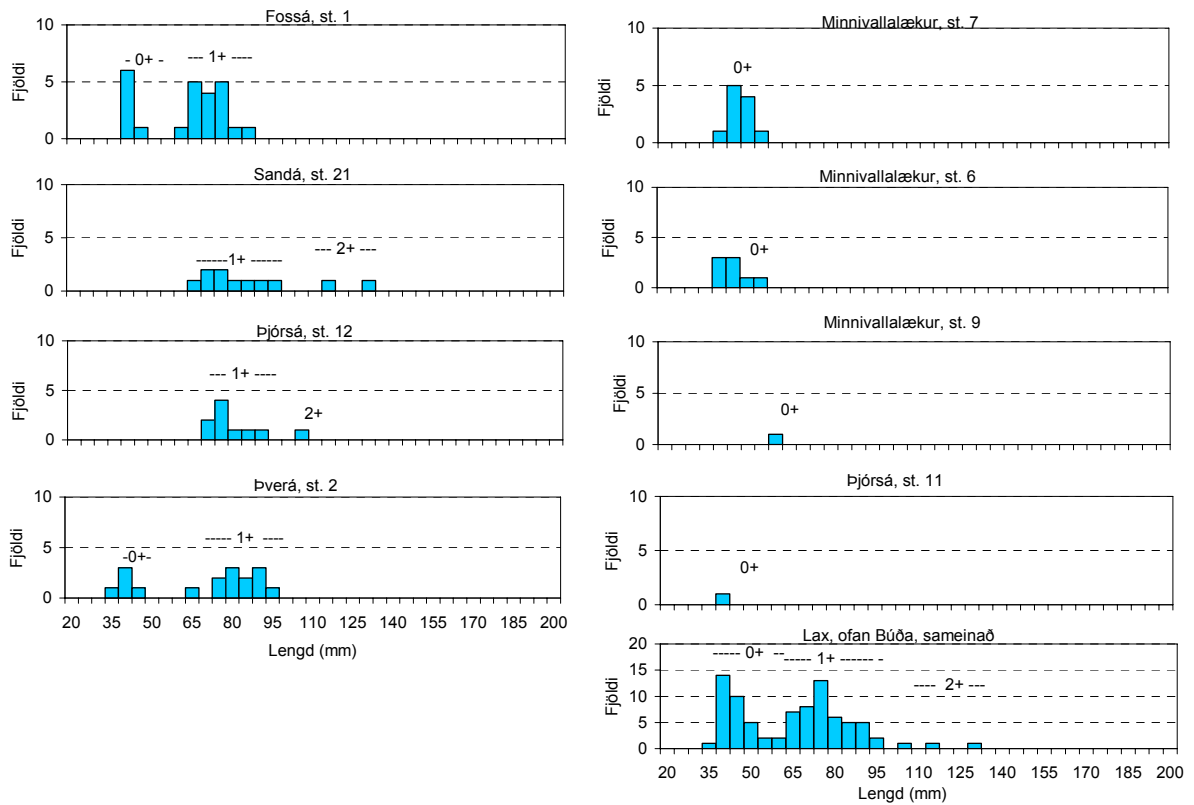 Fossá, st. 1
Fjöldi
10
5
0
- 0+ -
--- 1+ ----
Sandá, st. 21
Fjöldi
10
5
0
------1+ ------
--- 2+ ---
Þjórsá, st. 12
Fjöldi
10
5
0
--- 1+ ----
2+
Þverá, st. 2
Fjöldi
10
5
0
-0+-
----- 1+ ----
20 35 50 65 80 95 110 125 140 155 170 185 200
Lengd (mm)
Minnivallalækur, st. 7
Fjöldi
10
5
0
0+
Minnivallalækur, st. 6
Fjöldi
10
5
0
0+
Minnivallalækur, st. 9
Fjöldi
10
5
0
0+
Þjórsá, st. 11
Fjöldi
10
5
0
0+
Lax, ofan Búða, sameinað
Fjöldi
20
15
10
5
0
----- 0+ --
----- 1+ ------ -
---- 2+ ---
20 35 50 65 80 95 110 125 140 155 170 185 200
Lengd (mm)